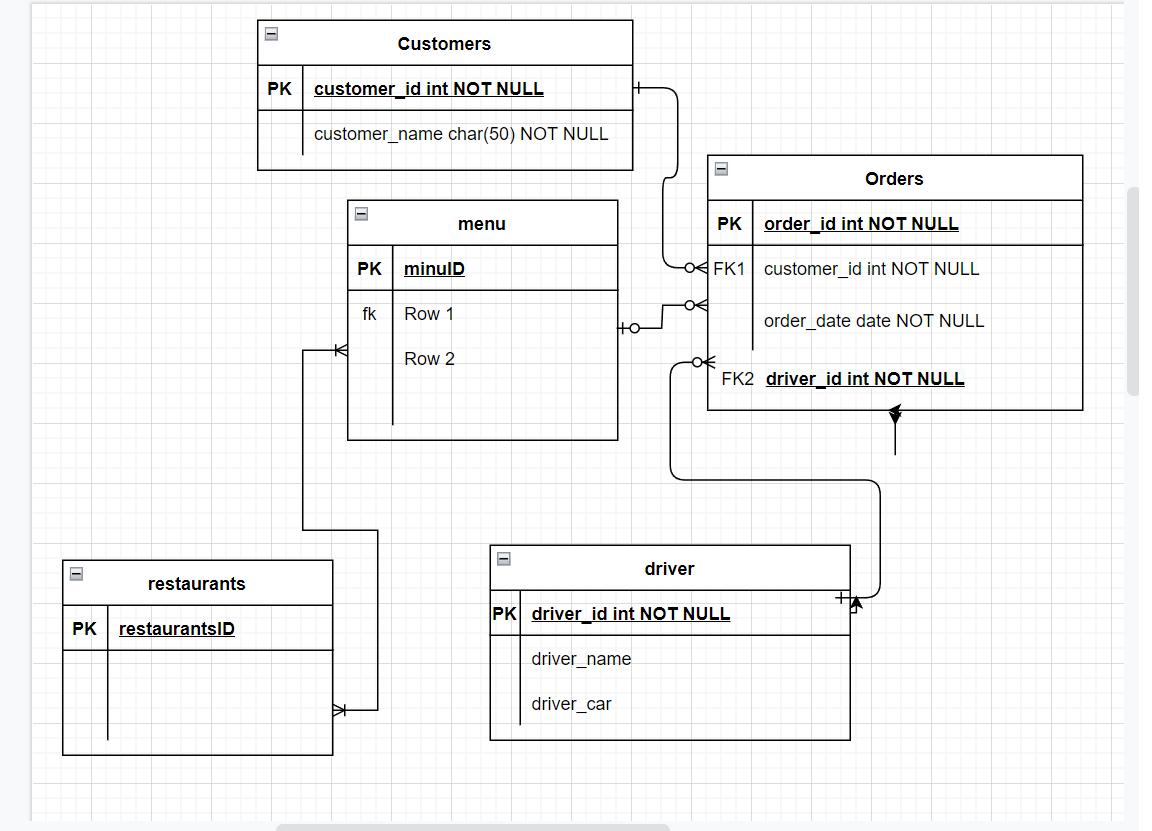 Customers
PK customer_id int NOT NULL
customer_name char(50) NOT NULL
Orders
PK order_id int NOT NULL
FK1 customer_id int NOT NULL
order_date date NOT NULL
FK2 driver_id int NOT NULL
menu
PK minuID
fk Row 1
Row 2
restaurants
PK restaurantsID
driver
PK driver_id int NOT NULL
driver_name
driver_car